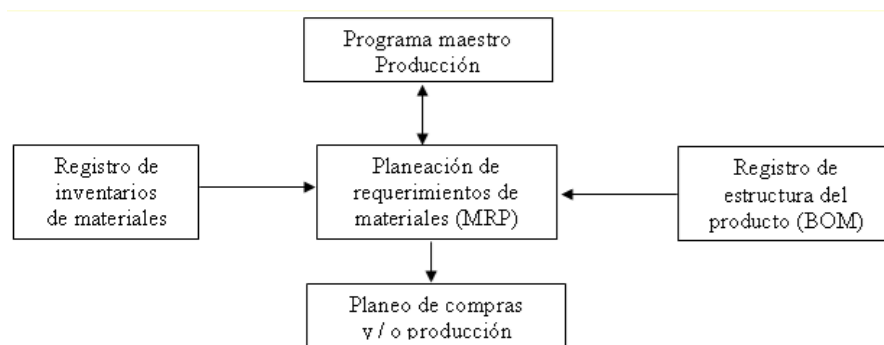 Programa maestro
Producción
Registro de
inventarios
de materiales
Planeación de
requerimientos de
materiales (MRP)
Registro de
estructura del
producto (BOM)
Planeo de compras
y / o producción